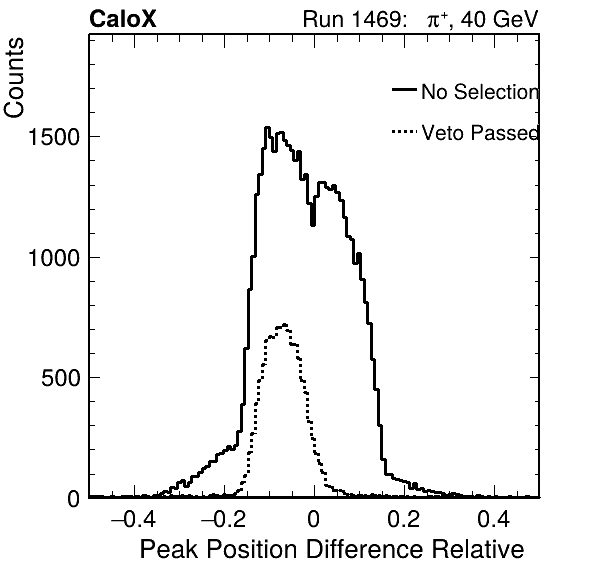 CaloX Run 1469: π⁺, 40 GeV
Counts
No Selection
Veto Passed
1500
1000
500
0
−0.4 −0.2 0 0.2 0.4
Peak Position Difference Relative